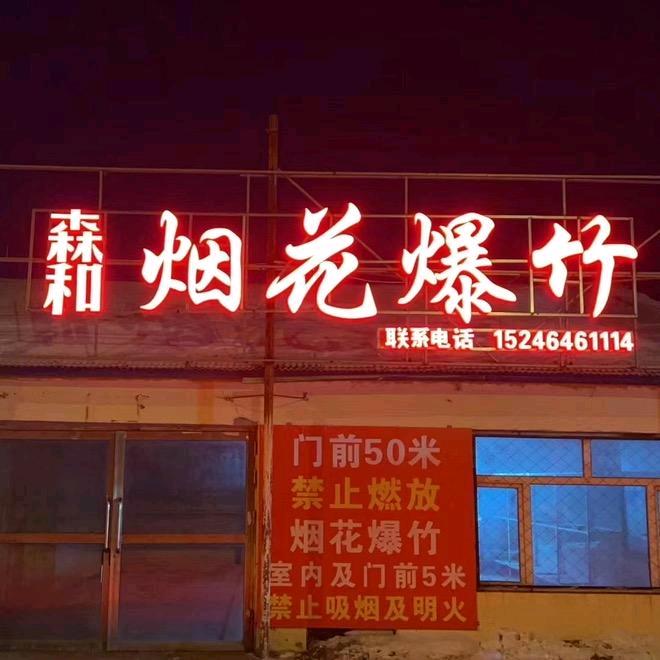 森和
烟花爆竹
联系电话 15246461114
门前50米
禁止燃放
烟花爆竹
室内及门前5米
禁止吸烟及明火